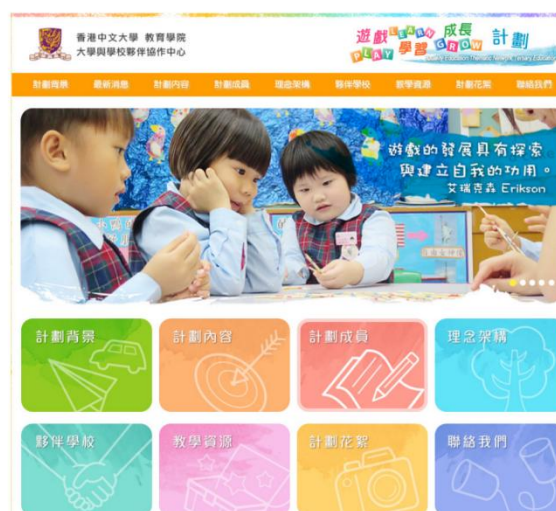 香港中文大學 教育學院
大學與學校夥伴協作中心
遊戲 LEARN 成長 計劃
PLAY 學習 GROW
計劃背景 最新消息 計劃內容 計劃成員 理念架構 夥伴學校 教學資源 計劃花絮 聯絡我們
遊戲的發展具有探索
與建立自我的功用。
艾瑞克森 Erikson
計劃背景 計劃內容 計劃成員 理念架構
夥伴學校 教學資源 計劃花絮 聯絡我們